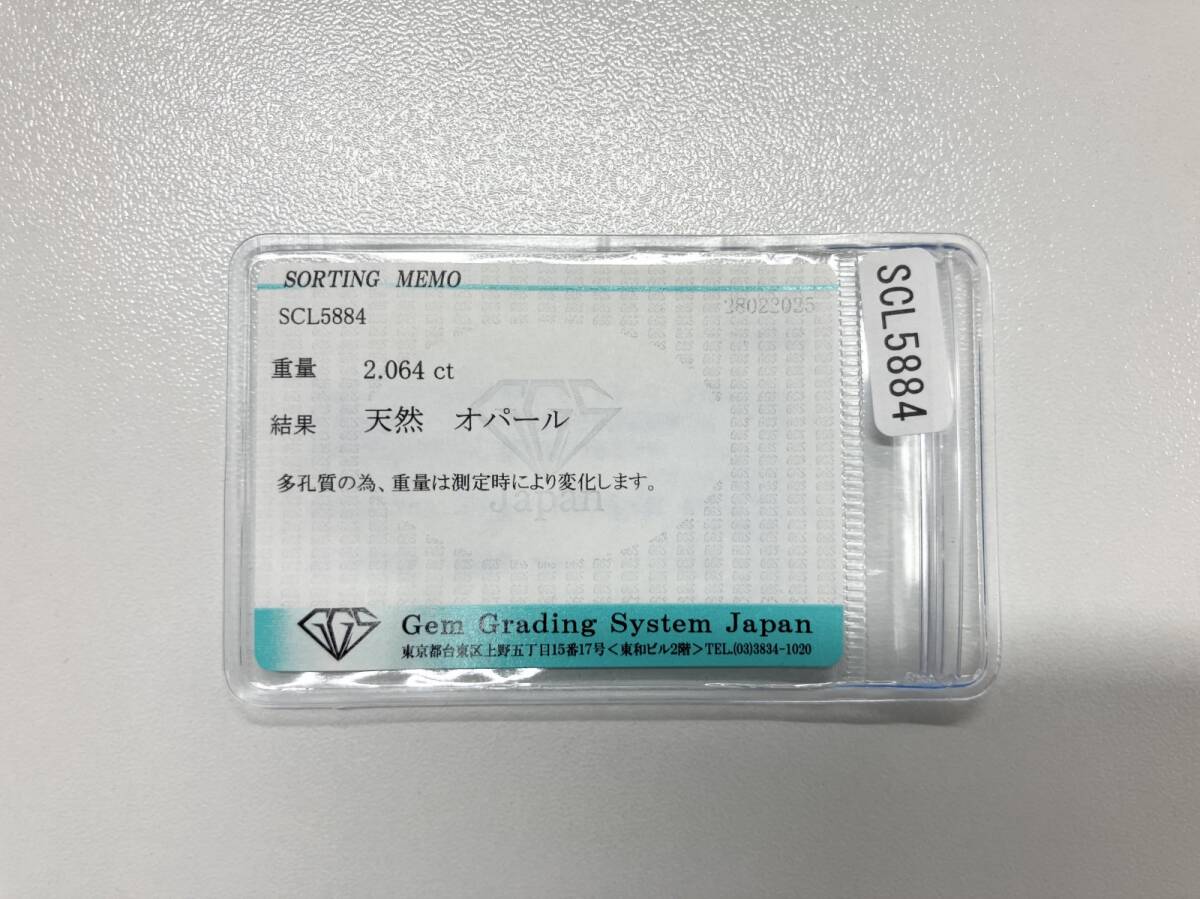 SORTING MEMO
SCL5884
28022025
重量 2.064 ct
結果 天然 オパール
多孔質の為、重量は測定時により変化します。
Japan
GGS
Gem Grading System Japan
東京都台東区上野五丁目15番17号<東和ビル2階>TEL.(03)3834-1020
SCL5884